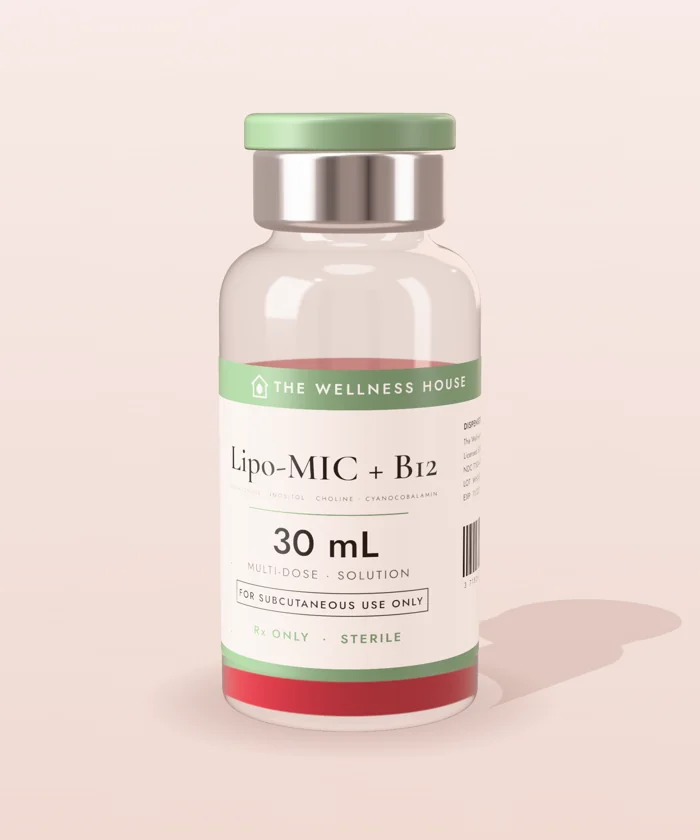 THE WELLNESS HOUSE
Lipo-MIC + B12
INOSITOL · CHOLINE · CYANOCOBALAMIN
30 mL
MULTI-DOSE · SOLUTION
FOR SUBCUTANEOUS USE ONLY
Rx ONLY · STERILE